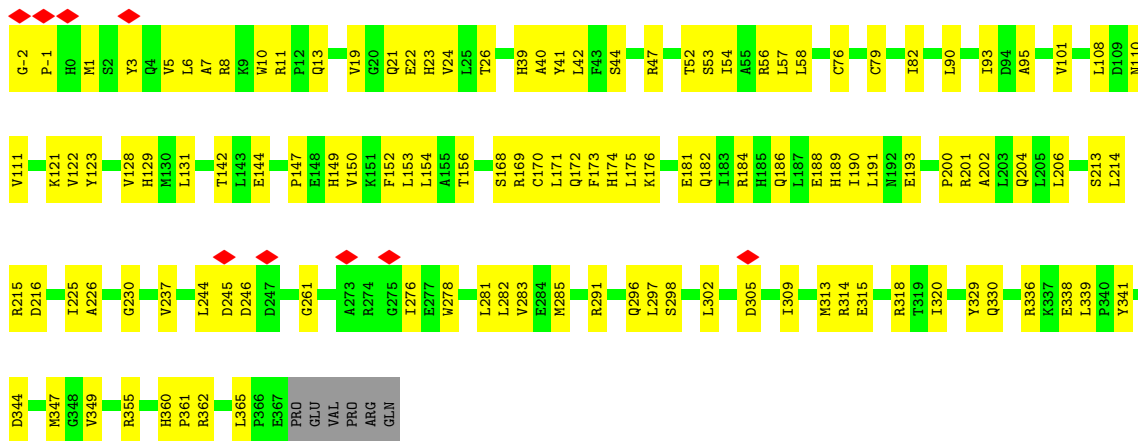 G-2 P-1 H0 M1 S2 Y3 Q4 V5 L6 A7 R8 K9 W10 R11 P12 Q13 V19 G20 Q21 E22 H23 V24 L25 T26 H39 A40 Y41 L42 F43 S44 R47 T52 S53 I54 A55 R56 L57 L58 C76 C79 I82 L90 I93 D94 A95 V101 L108 D109 N110
V111 K121 V122 Y123 V128 H129 M130 L131 T142 L143 E144 P147 E148 H149 V150 K151 F152 L153 L154 A155 T156 S168 R169 C170 L171 Q172 F173 H174 L175 K176 E181 Q182 I183 R184 H185 Q186 L187 E188 H189 I190 L191 N192 E193 P200 R201 A202 L203 Q204 L205 L206 S213 L214
R215 D216 I225 A226 G230 V237 L244 D245 D246 D247 G261 A273 R274 G275 I276 E277 W278 L281 L282 V283 E284 M285 R291 Q296 L297 S298 L302 D305 I309 M313 R314 E315 R318 T319 I320 Y329 Q330 R336 K337 E338 L339 P340 Y341
D344 M347 G348 V349 R355 H360 P361 R362 L365 P366 E367 PRO GLU VAL PRO ARG GLN